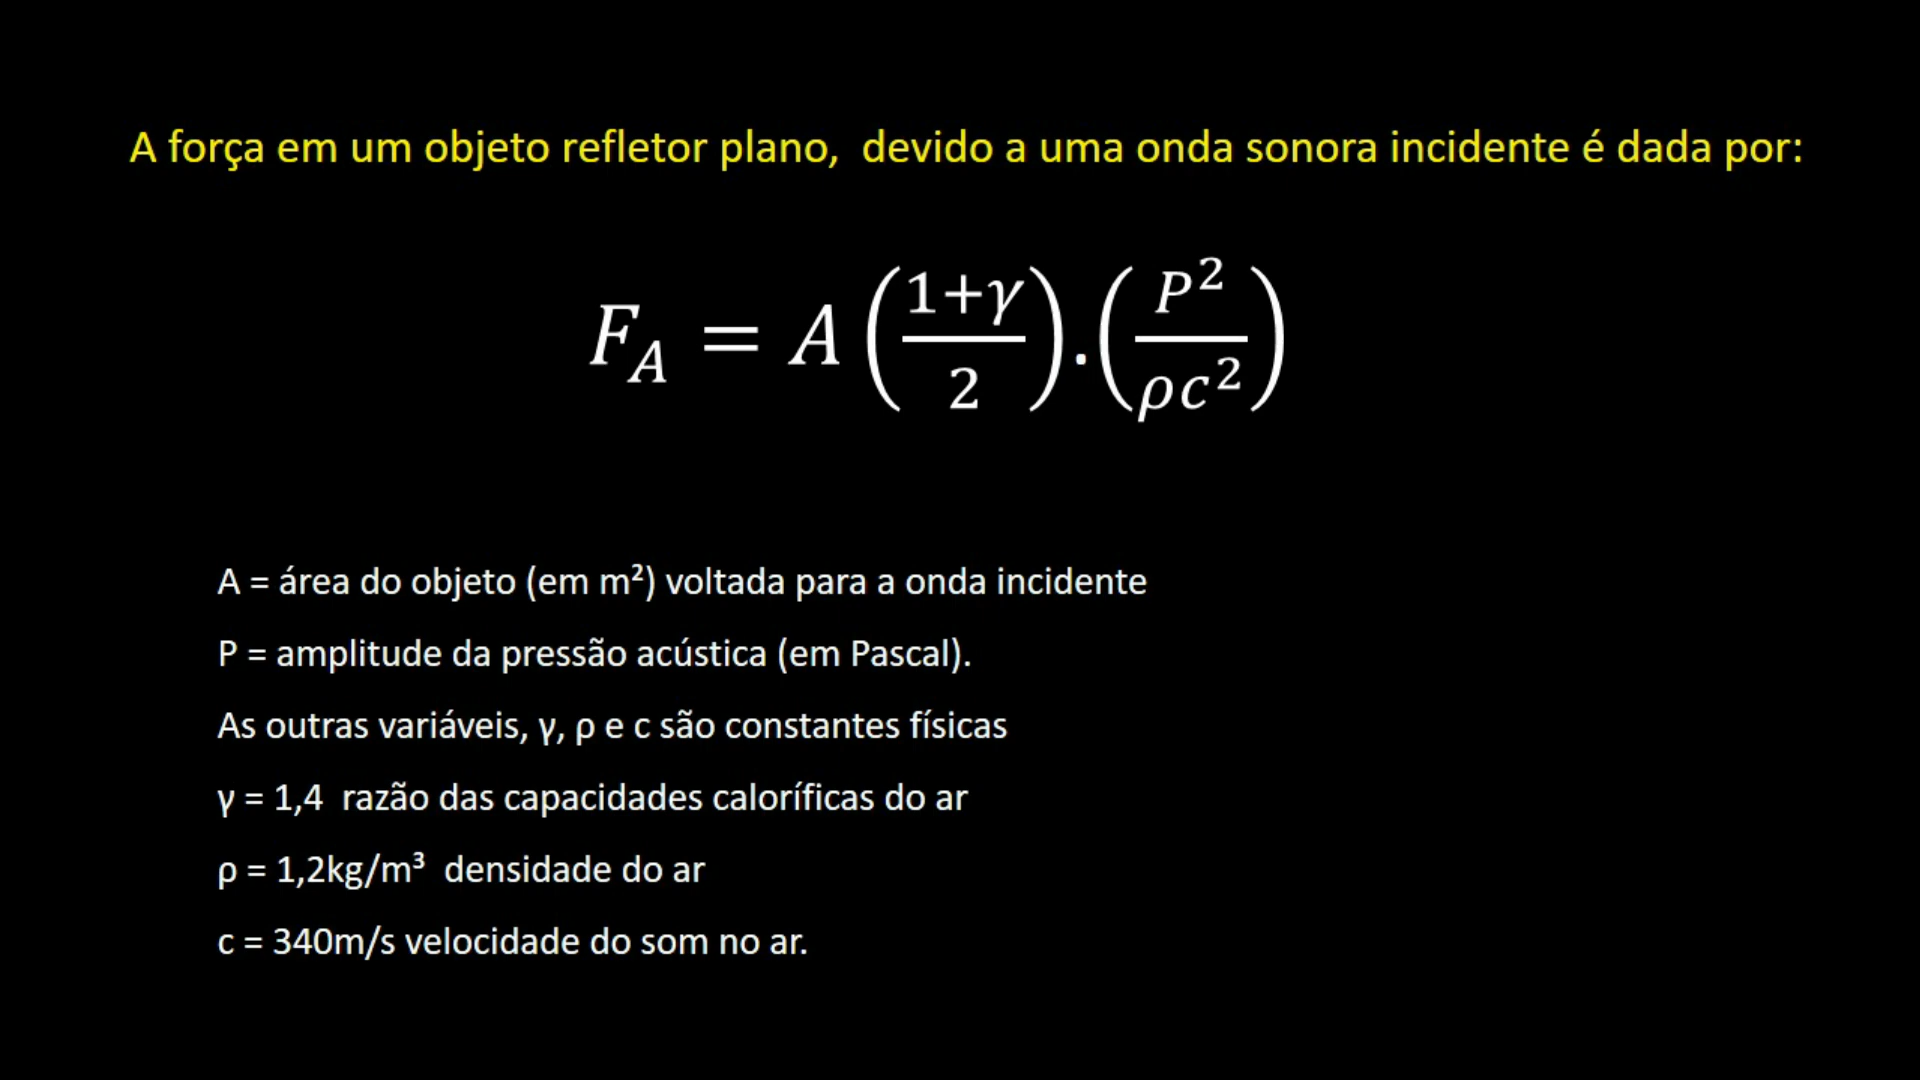 A força em um objeto refletor plano, devido a uma onda sonora incidente é dada por:
F_A = A (1+γ/2).(P²/ρc²)
A = área do objeto (em m²) voltada para a onda incidente
P = amplitude da pressão acústica (em Pascal).
As outras variáveis, γ, ρ e c são constantes físicas
γ = 1,4 razão das capacidades caloríficas do ar
ρ = 1,2kg/m³ densidade do ar
c = 340m/s velocidade do som no ar.